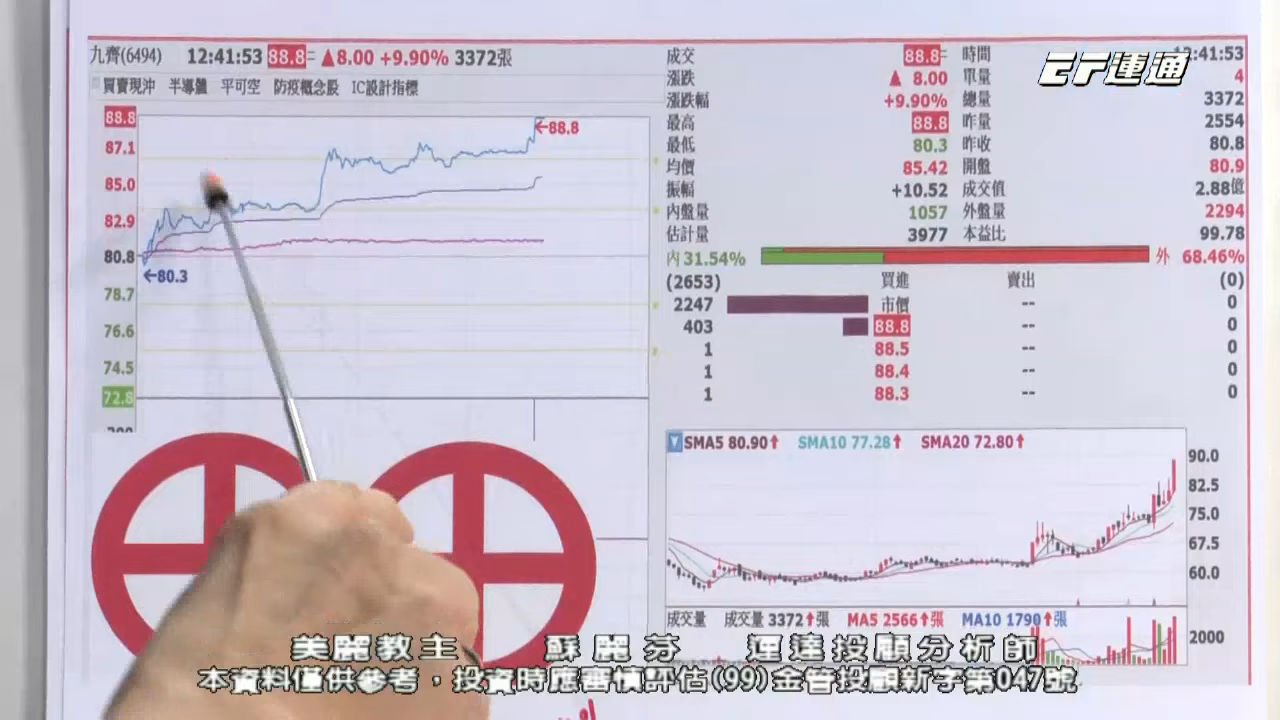 九齊(6494) 12:41:53 88.8= ▲8.00 +9.90% 3372張
買賣現沖 半導體 平可空 防疫概念股 IC設計指標
88.8
87.1
85.0
82.9
80.8
78.7
76.6
74.5
72.8
←88.8
←80.3
成交 88.8= 時間 12:41:53
漲跌 ▲ 8.00 單量 4
漲跌幅 +9.90% 總量 3372
最高 88.8 昨量 2554
最低 80.3 昨收 80.8
均價 85.42 開盤 80.9
振幅 +10.52 成交值 2.88億
內盤量 1057 外盤量 2294
估計量 3977 本益比 99.78
內 31.54% 外 68.46%
(2653) 買進 賣出 (0)
2247 市價 -- 0
403 88.8 -- 0
1 88.5 -- 0
1 88.4 -- 0
1 88.3 -- 0
SMA5 80.90↑ SMA10 77.28↑ SMA20 72.80↑
90.0
82.5
75.0
67.5
60.0
成交量 成交量 3372↑張 MA5 2566↑張 MA10 1790↑張
2000
EF運通
美麗教主 蘇麗芬 運達投顧分析師
本資料僅供參考，投資時應審慎評估(99)金管投顧新字第047號